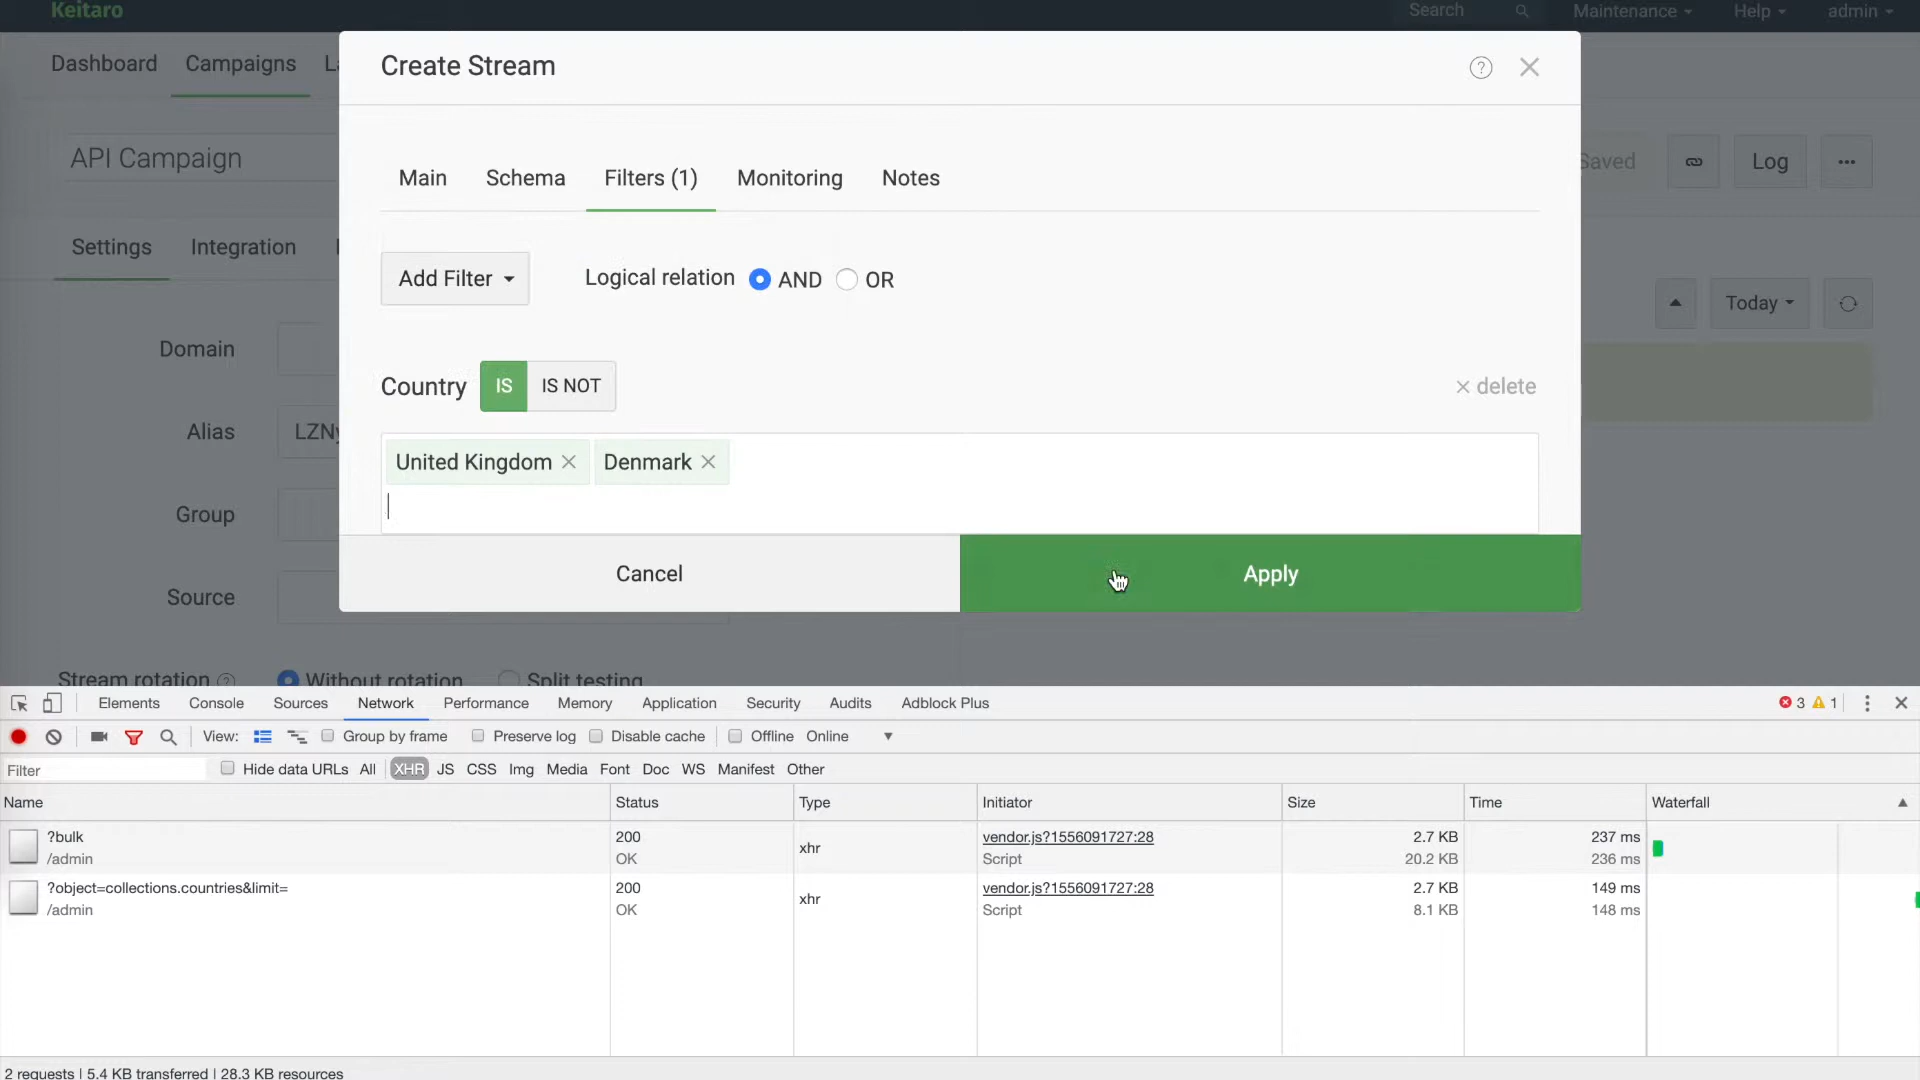 Keitaro
Search
Maintenance
Help
admin
Dashboard
Campaigns
Create Stream
?
API Campaign
Saved
Log
...
Main
Schema
Filters (1)
Monitoring
Notes
Settings
Integration
Add Filter
Logical relation
AND
OR
Today
Domain
Country
IS
IS NOT
× delete
Alias
United Kingdom ×
Denmark ×
Group
Cancel
Apply
Source
Stream rotation ?
Without rotation
Split testing
Elements
Console
Sources
Network
Performance
Memory
Application
Security
Audits
Adblock Plus
3
1
View:
Group by frame
Preserve log
Disable cache
Offline
Online
Filter
Hide data URLs
All
XHR
JS
CSS
Img
Media
Font
Doc
WS
Manifest
Other
Name
Status
Type
Initiator
Size
Time
Waterfall
?bulk
200
vendor.js?1556091727:28
2.7 KB
237 ms
/admin
OK
xhr
Script
20.2 KB
236 ms
?object=collections.countries&limit=
200
vendor.js?1556091727:28
2.7 KB
149 ms
/admin
OK
xhr
Script
8.1 KB
148 ms
2 requests | 5.4 KB transferred | 28.3 KB resources